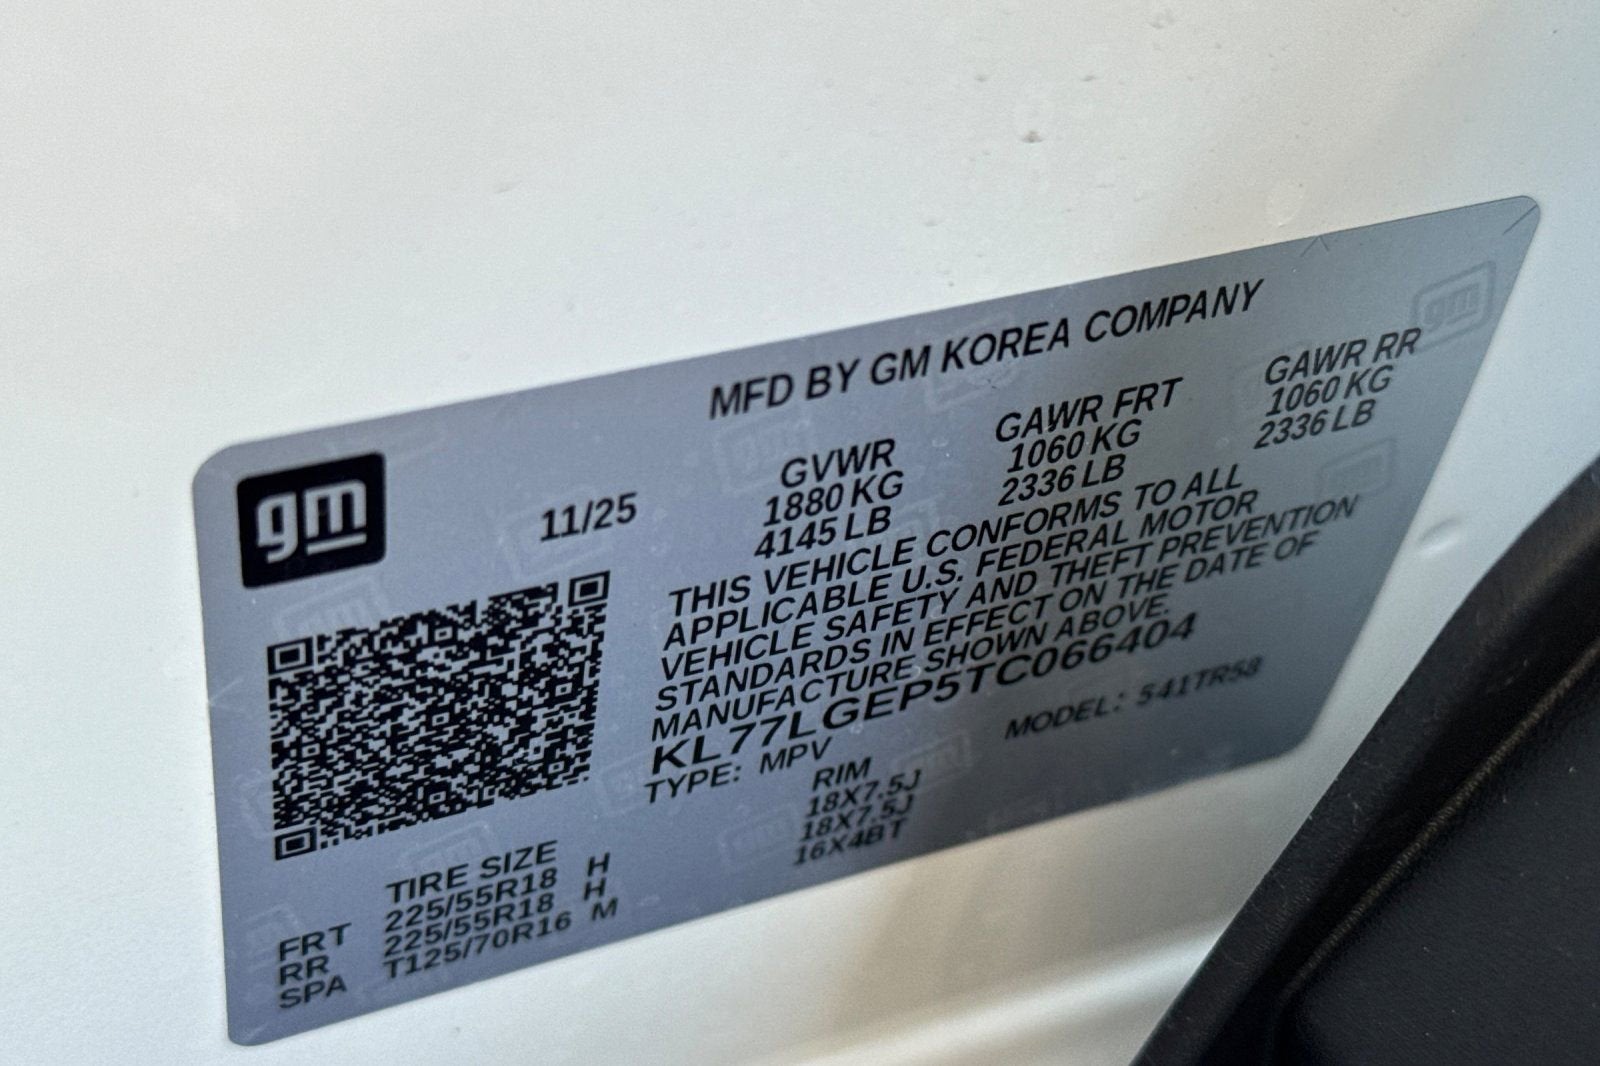 gm
MFD BY GM KOREA COMPANY
11/25
GVWR GAWR FRT GAWR RR
1880 KG 1060 KG 1060 KG
4145 LB 2336 LB 2336 LB
THIS VEHICLE CONFORMS TO ALL
APPLICABLE U.S. FEDERAL MOTOR
VEHICLE SAFETY AND THEFT PREVENTION
STANDARDS IN EFFECT ON THE DATE OF
MANUFACTURE SHOWN ABOVE.
KL77LGEP5TC066404
TYPE: MPV MODEL: 541TR58
TIRE SIZE RIM
FRT 225/55R18 H 18X7.5J
RR 225/55R18 H 18X7.5J
SPA T125/70R16 M 16X4BT